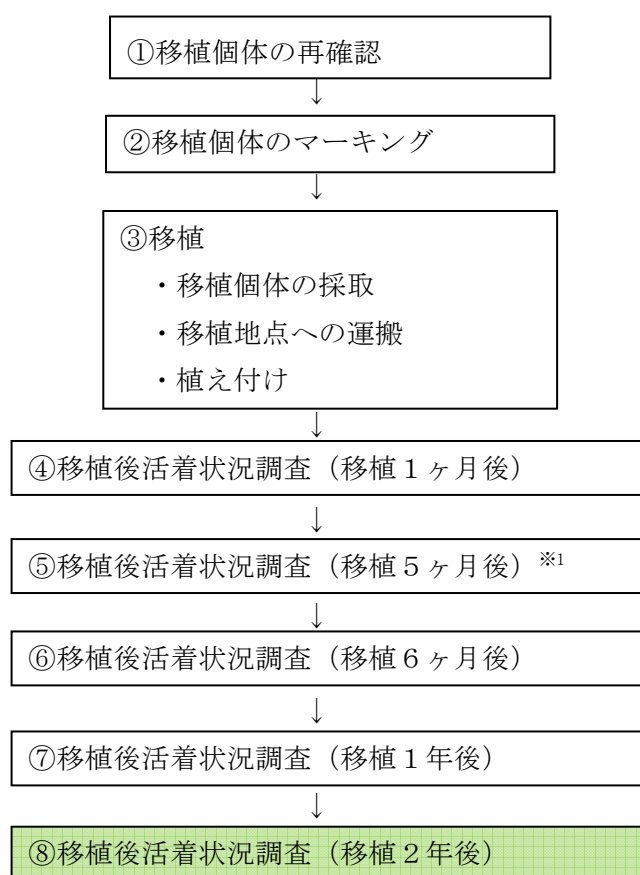 ①移植個体の再確認
↓
②移植個体のマーキング
↓
③移植
・移植個体の採取
・移植地点への運搬
・植え付け
↓
④移植後活着状況調査（移植１ヶ月後）
↓
⑤移植後活着状況調査（移植５ヶ月後）※1
↓
⑥移植後活着状況調査（移植６ヶ月後）
↓
⑦移植後活着状況調査（移植１年後）
↓
⑧移植後活着状況調査（移植２年後）